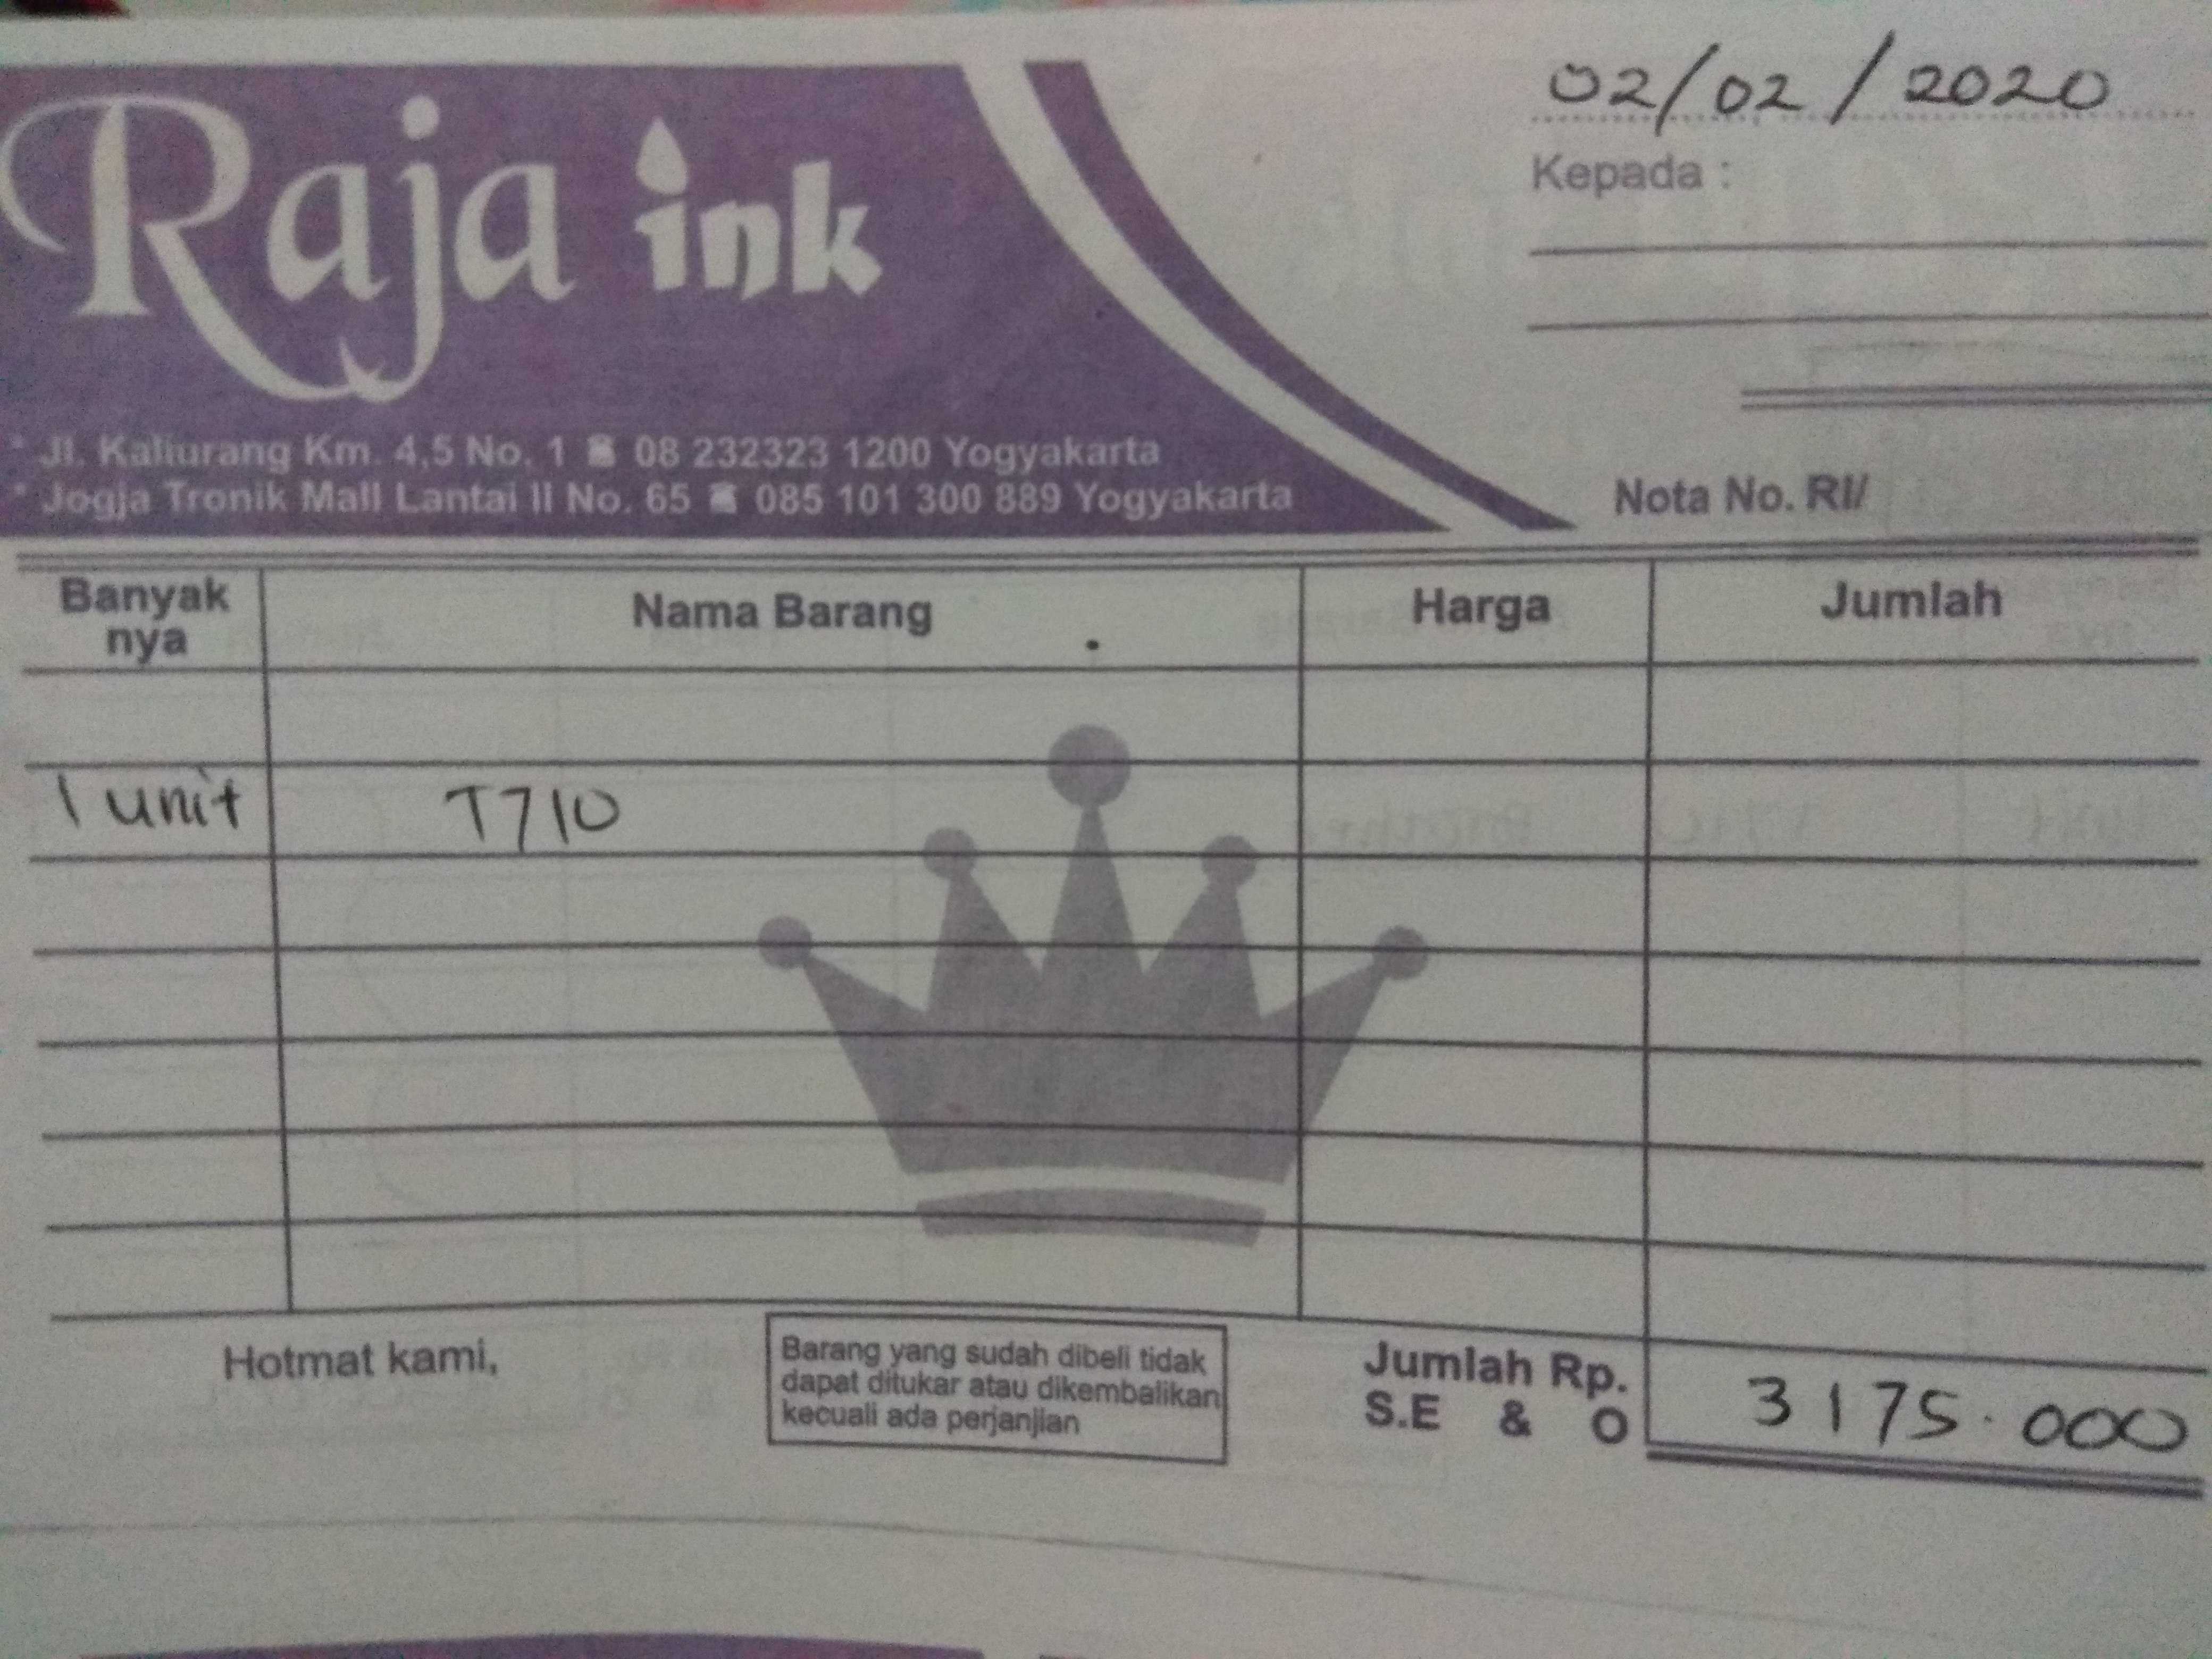 02/02/2020
Raja ink
Kepada :
* Jl. Kaliurang Km. 4,5 No. 1 ☎ 08 232323 1200 Yogyakarta
* Jogja Tronik Mall Lantai II No. 65 ☎ 085 101 300 889 Yogyakarta
Nota No. RI/
Banyak nya Nama Barang Harga Jumlah
1 unit T710
Hotmat kami,
Barang yang sudah dibeli tidak
dapat ditukar atau dikembalikan
kecuali ada perjanjian
Jumlah Rp.
S.E & O
3 175.000